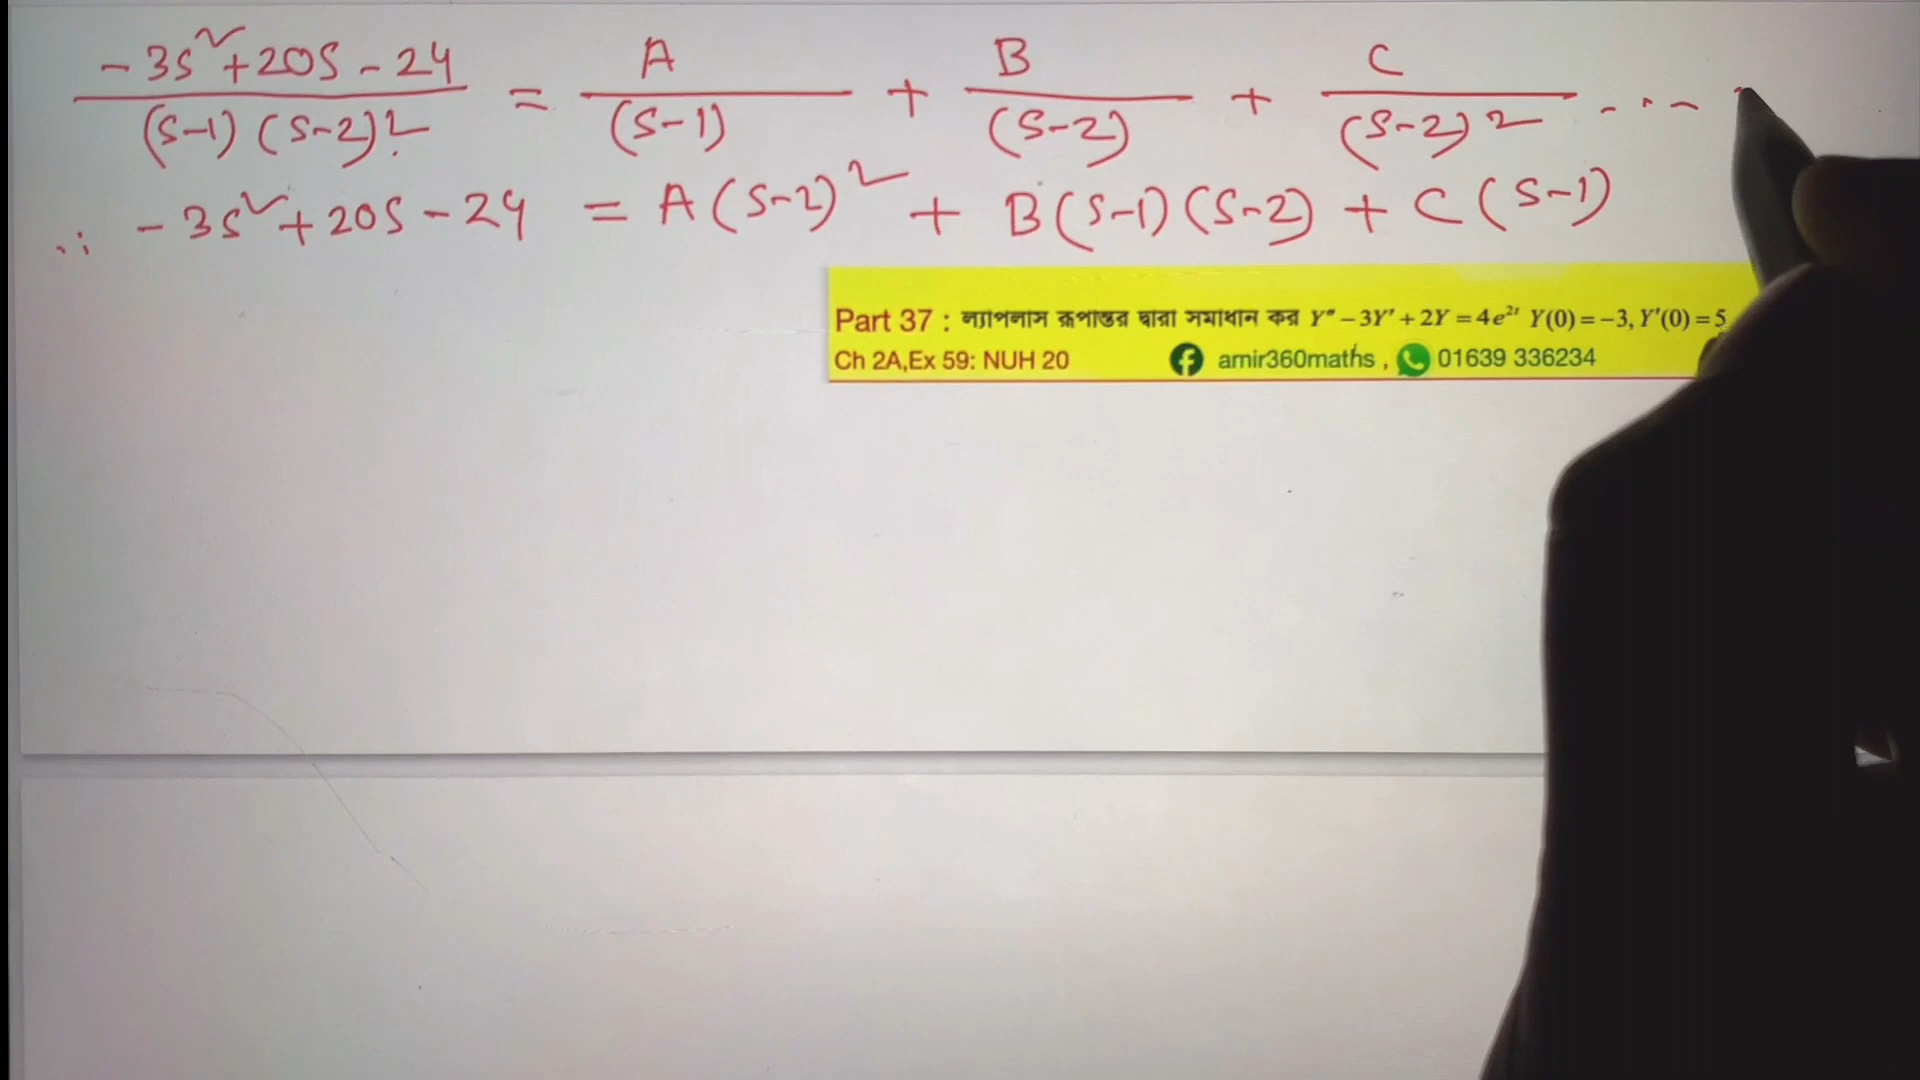 (-3s²+20s-24)/((s-1)(s-2)²) = A/(s-1) + B/(s-2) + C/(s-2)² ...
∴ -3s²+20s-24 = A(s-2)² + B(s-1)(s-2) + C(s-1)
Part 37 : ল্যাপলাস রূপান্তর দ্বারা সমাধান কর Y″ – 3Y′ + 2Y = 4e²ᵗ Y(0) = –3, Y′(0) = 5
Ch 2A,Ex 59: NUH 20 amir360maths , 01639 336234